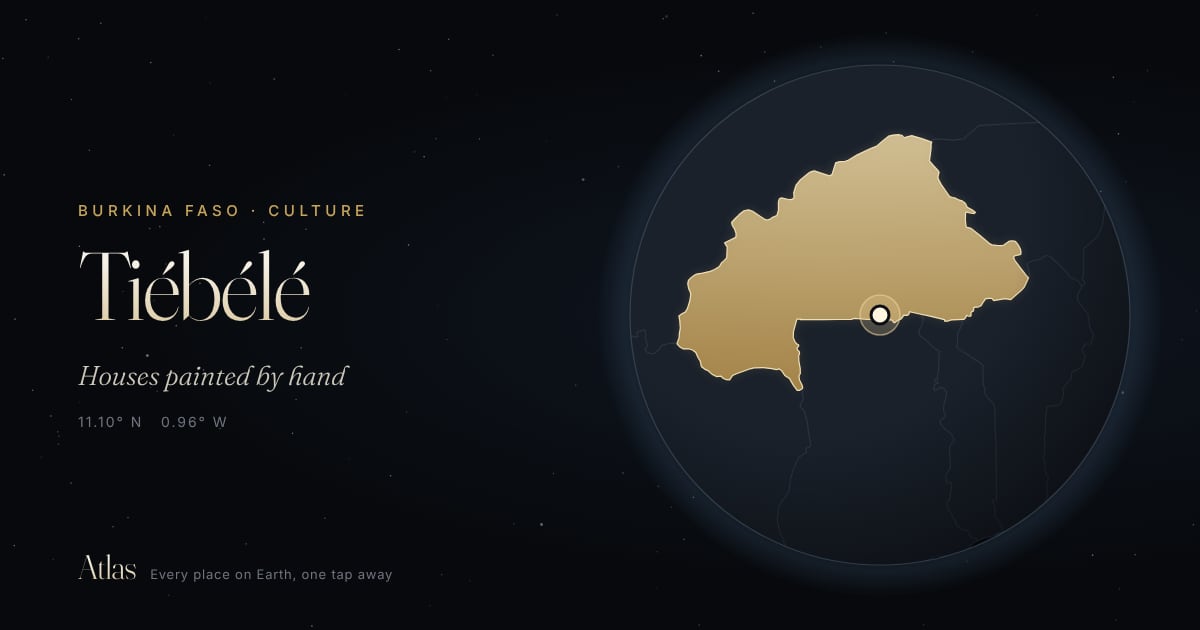 BURKINA FASO · CULTURE
Tiébélé
Houses painted by hand
11.10° N 0.96° W
Atlas Every place on Earth, one tap away